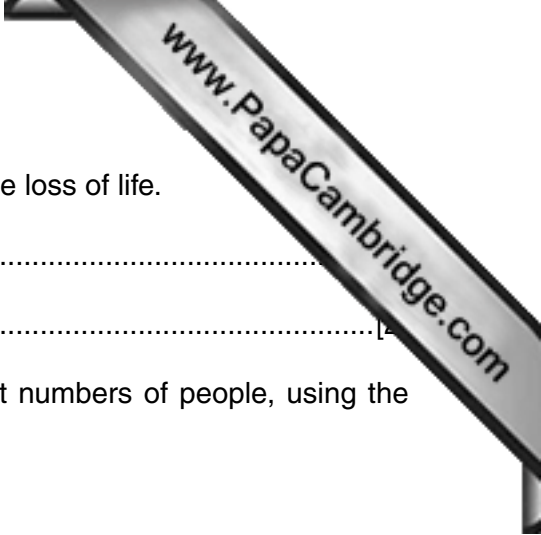 www.PapaCambridge.com
e loss of life.
....................................
..........................................[
t numbers of people, using the